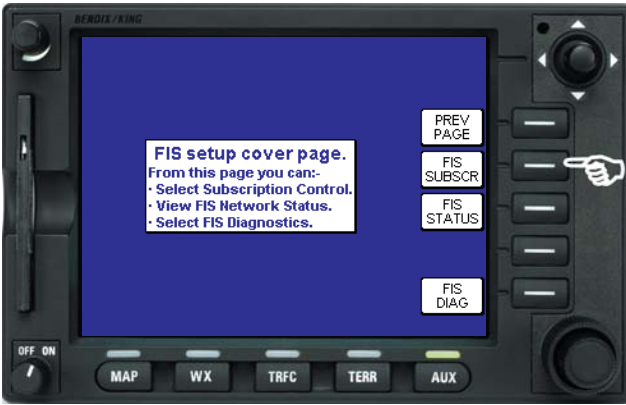 BENDIX/KING
PREV
PAGE
FIS setup cover page.
From this page you can:-
· Select Subscription Control.
· View FIS Network Status.
· Select FIS Diagnostics.
FIS
SUBSCR
FIS
STATUS
FIS
DIAG
OFF ON
MAP WX TRFC TERR AUX